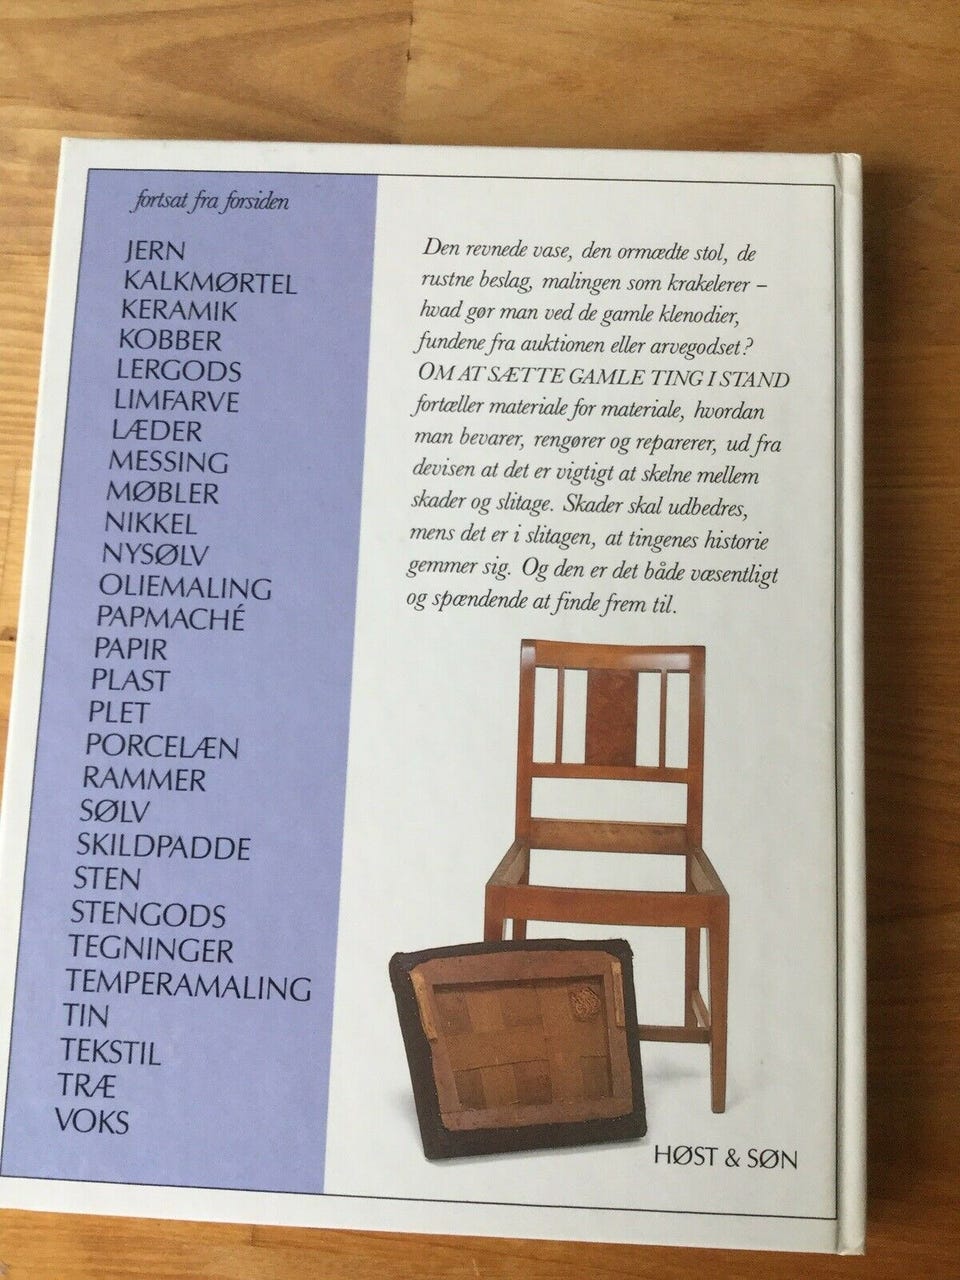 fortsat fra forsiden
JERN
KALKMØRTEL
KERAMIK
KOBBER
LERGODS
LIMFARVE
LÆDER
MESSING
MØBLER
NIKKEL
NYSØLV
OLIEMALING
PAPMACHÉ
PAPIR
PLAST
PLET
PORCELÆN
RAMMER
SØLV
SKILDPADDE
STEN
STENGODS
TEGNINGER
TEMPERAMALING
TIN
TEKSTIL
TRÆ
VOKS
Den revnede vase, den ormædte stol, de
rustne beslag, malingen som krakelerer –
hvad gør man ved de gamle klenodier,
fundene fra auktionen eller arvegodset?
OM AT SÆTTE GAMLE TING I STAND
fortæller materiale for materiale, hvordan
man bevarer, rengører og reparerer, ud fra
devisen at det er vigtigt at skelne mellem
skader og slitage. Skader skal udbedres,
mens det er i slitagen, at tingenes historie
gemmer sig. Og den er det både væsentligt
og spændende at finde frem til.
HØST & SØN